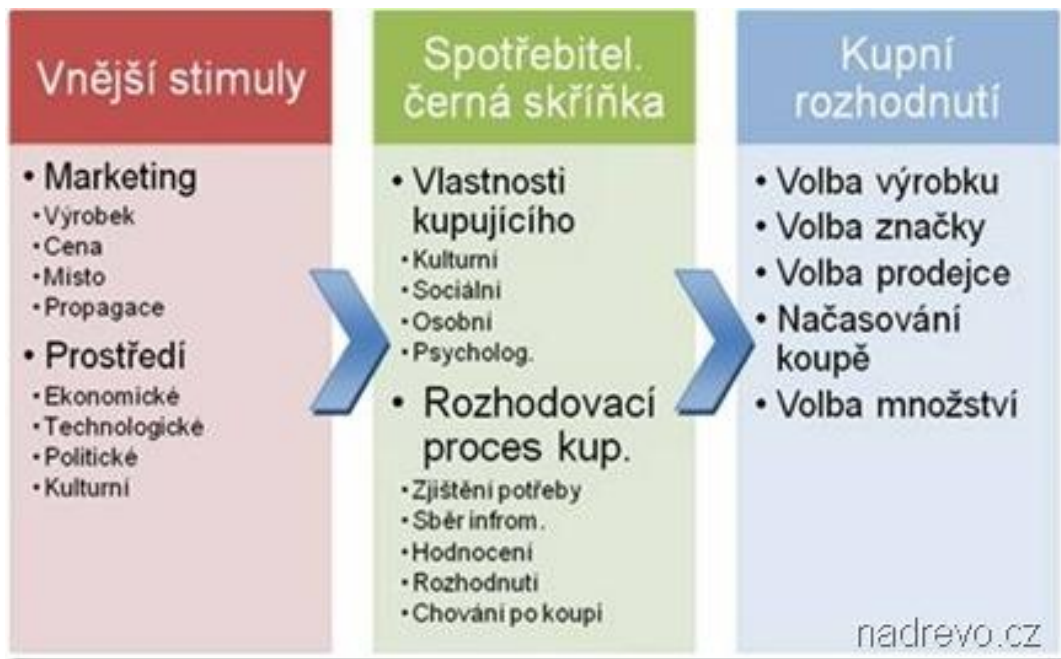 Vnější stimuly
• Marketing
• Výrobek
• Cena
• Místo
• Propagace
• Prostředí
• Ekonomické
• Technologické
• Politické
• Kulturní
Spotřebitel.
černá skříňka
• Vlastnosti
kupujícího
• Kulturní
• Sociální
• Osobní
• Psycholog.
• Rozhodovací
proces kup.
• Zjištění potřeby
• Sběr infrom.
• Hodnocení
• Rozhodnutí
• Chování po koupí
Kupní
rozhodnutí
• Volba výrobku
• Volba značky
• Volba prodejce
• Načasování
koupě
• Volba množství
nadrevo.cz